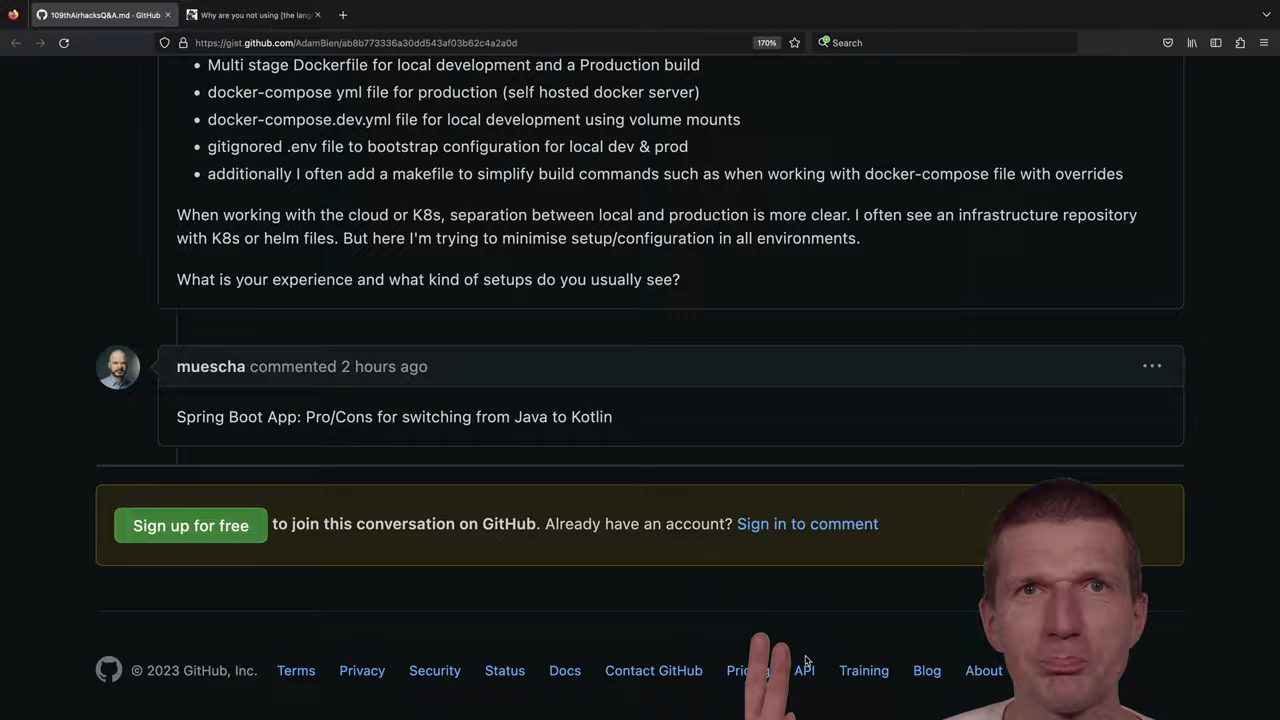 109thAirhacksQ&A.md · GitHub
Why are you not using [the lang
https://gist.github.com/AdamBien/ab8b773336a30dd543af03b62c4a2a0d
170%
Search
Multi stage Dockerfile for local development and a Production build
docker-compose yml file for production (self hosted docker server)
docker-compose.dev.yml file for local development using volume mounts
gitignored .env file to bootstrap configuration for local dev & prod
additionally I often add a makefile to simplify build commands such as when working with docker-compose file with overrides
When working with the cloud or K8s, separation between local and production is more clear. I often see an infrastructure repository
with K8s or helm files. But here I'm trying to minimise setup/configuration in all environments.
What is your experience and what kind of setups do you usually see?
muescha commented 2 hours ago
Spring Boot App: Pro/Cons for switching from Java to Kotlin
Sign up for free to join this conversation on GitHub. Already have an account? Sign in to comment
© 2023 GitHub, Inc. Terms Privacy Security Status Docs Contact GitHub API Training Blog About